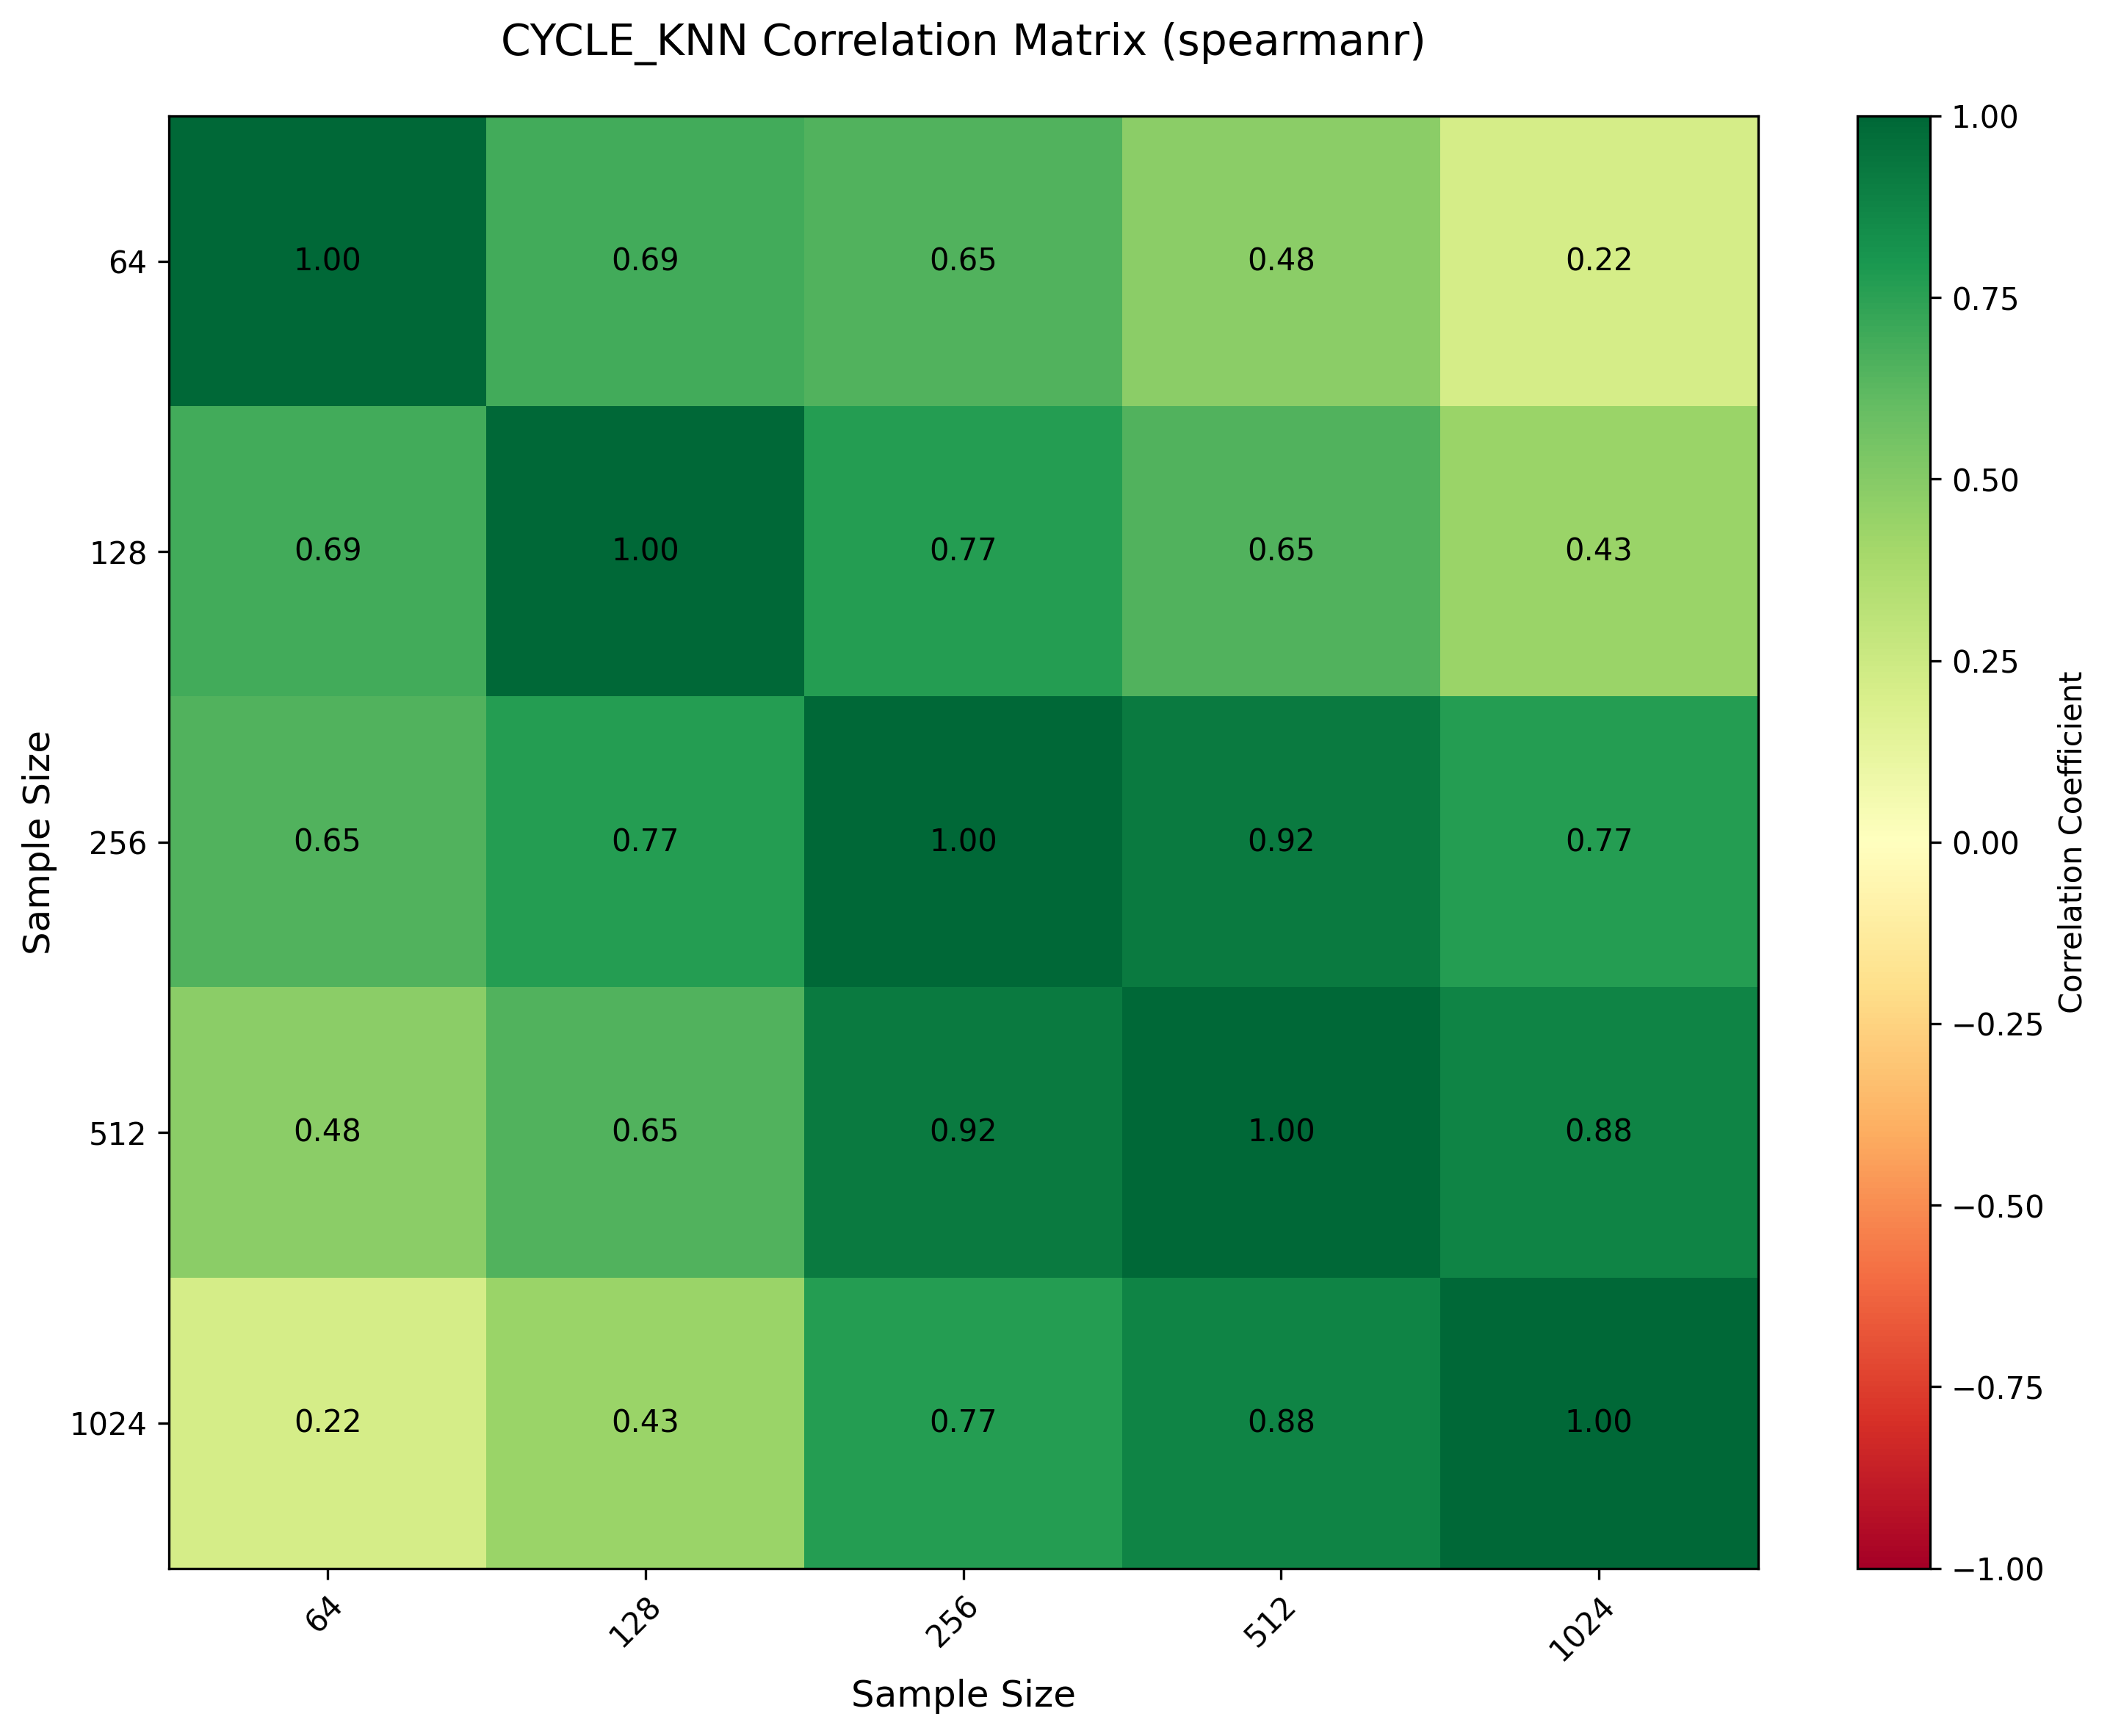 CYCLE_KNN Correlation Matrix (spearmanr)
64 1.00 0.69 0.65 0.48 0.22
128 0.69 1.00 0.77 0.65 0.43
256 0.65 0.77 1.00 0.92 0.77
512 0.48 0.65 0.92 1.00 0.88
1024 0.22 0.43 0.77 0.88 1.00
64 128 256 512 1024
Sample Size
Sample Size
1.00
0.75
0.50
0.25
0.00
−0.25
−0.50
−0.75
−1.00
Correlation Coefficient